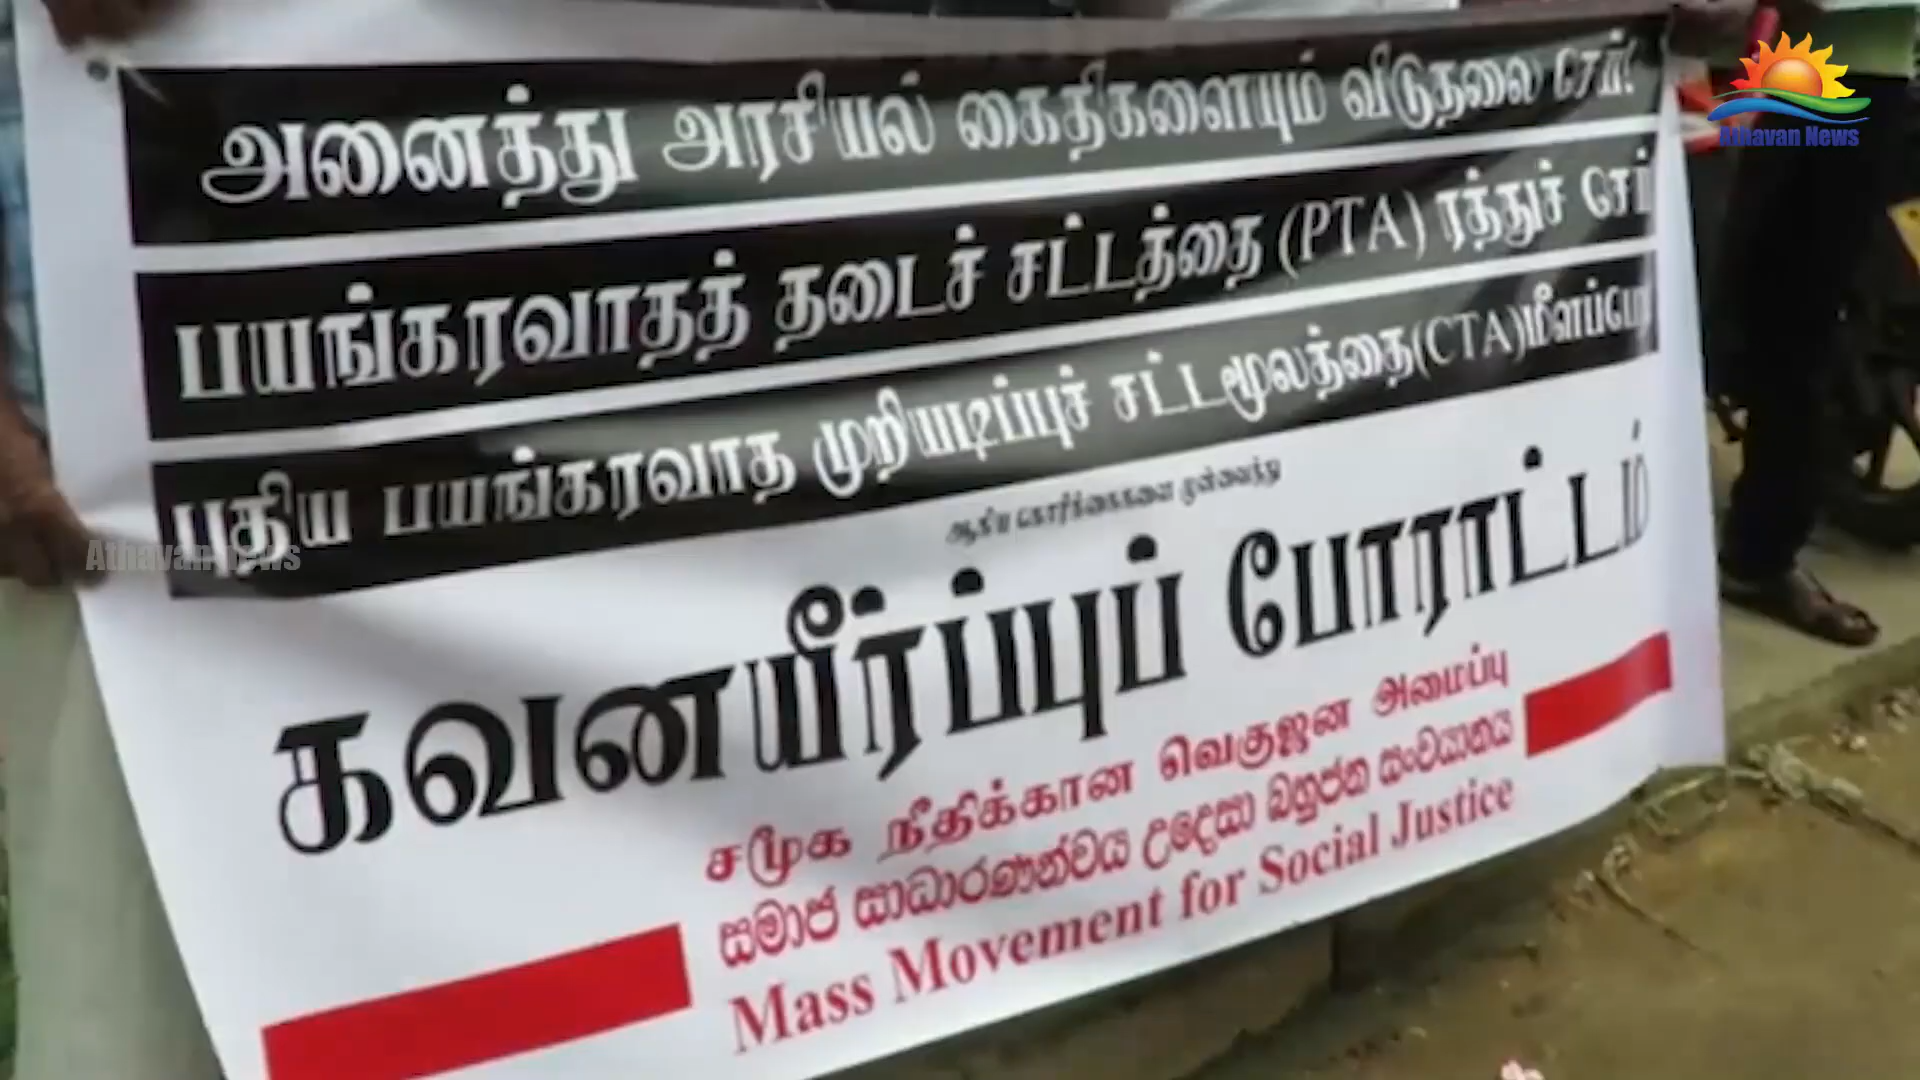 அனைத்து அரசியல் கைதிகளையும் விடுதலை செய்!
பயங்கரவாதத் தடைச் சட்டத்தை (PTA) ரத்துச் செய்
புதிய பயங்கரவாத முறியடிப்புச் சட்டமூலத்தை(CTA)மீளப்பெ
ஆகிய கோரிக்கைகளை முன்வைத்து
கவனயீர்ப்புப் போராட்டம்
சமூக நீதிக்கான வெகுஜன அமைப்பு
සමාජ සාධාරණත්වය උදෙසා බහුජන සංවිධානය
Mass Movement for Social Justice
Athavan News
Athavan news